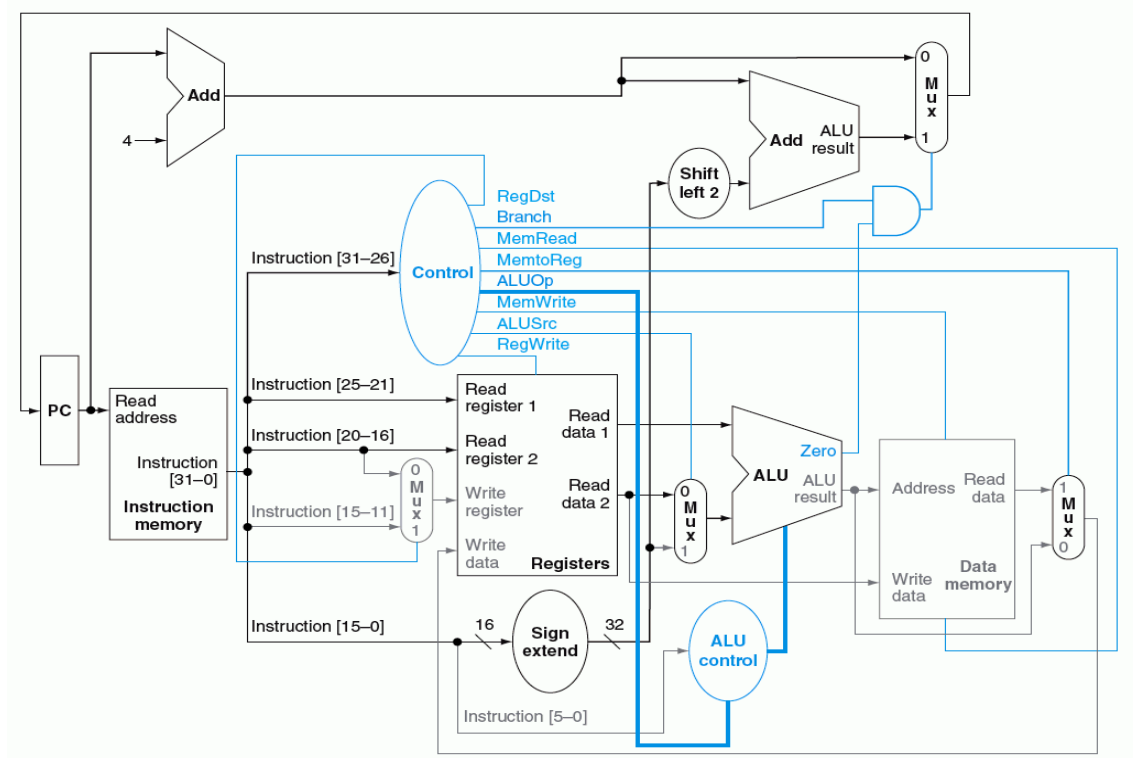 0
M
u
x
1
Add
4
Add
ALU
result
Shift
left 2
RegDst
Branch
MemRead
MemtoReg
ALUOp
MemWrite
ALUSrc
RegWrite
Control
Instruction [31–26]
Instruction [25–21]
Instruction [20–16]
Instruction [15–11]
Instruction [15–0]
Instruction [5–0]
PC
Read
address
Instruction
[31–0]
Instruction
memory
0
M
u
x
1
Read
register 1
Read
register 2
Write
register
Write
data
Read
data 1
Read
data 2
Registers
0
M
u
x
1
Zero
ALU
ALU
result
Address
Read
data
Write
data
Data
memory
1
M
u
x
0
16
Sign
extend
32
ALU
control